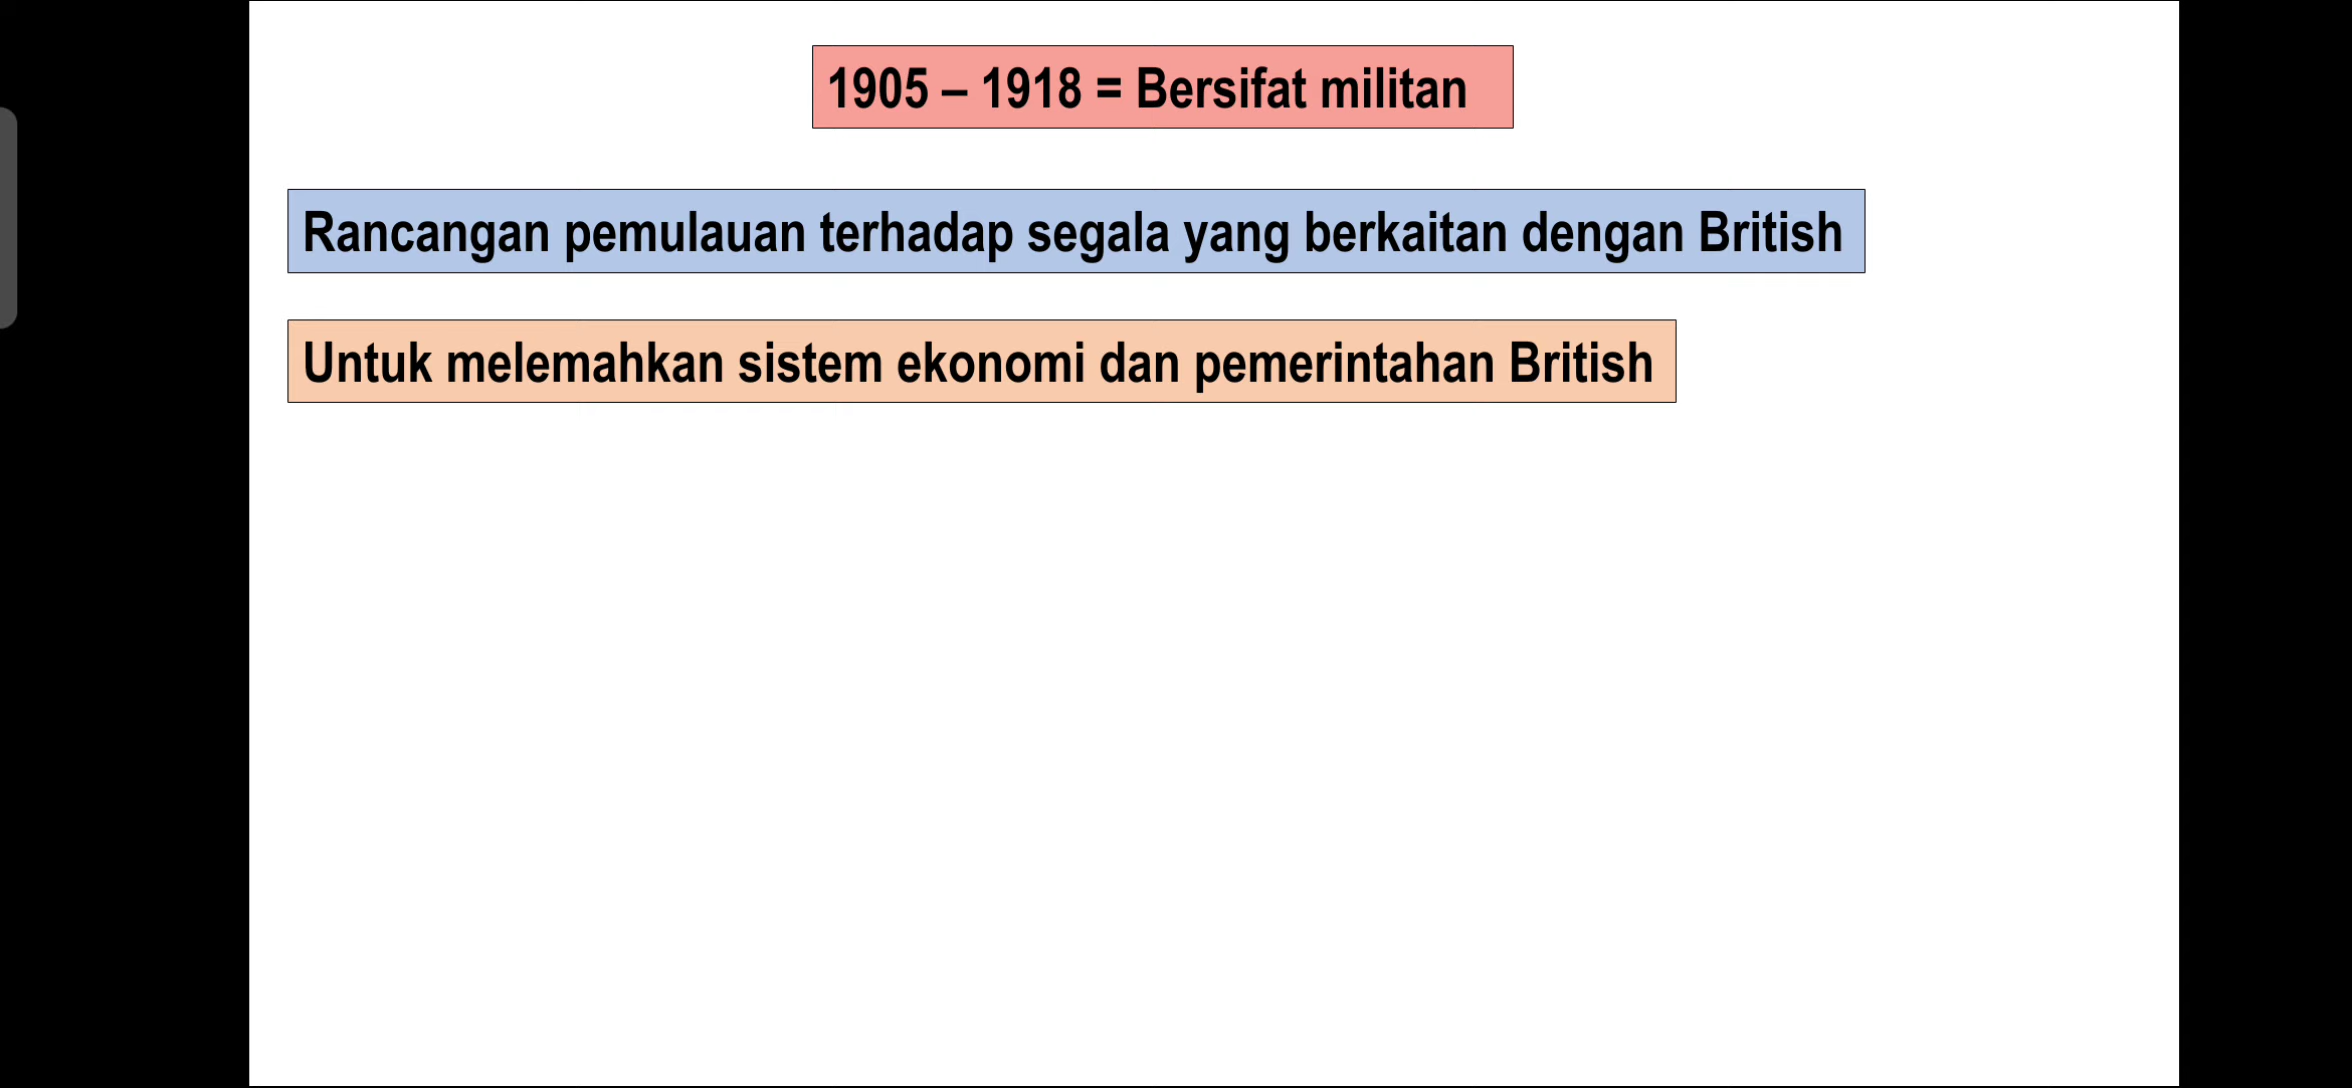 1905 – 1918 = Bersifat militan
Rancangan pemulauan terhadap segala yang berkaitan dengan British
Untuk melemahkan sistem ekonomi dan pemerintahan British